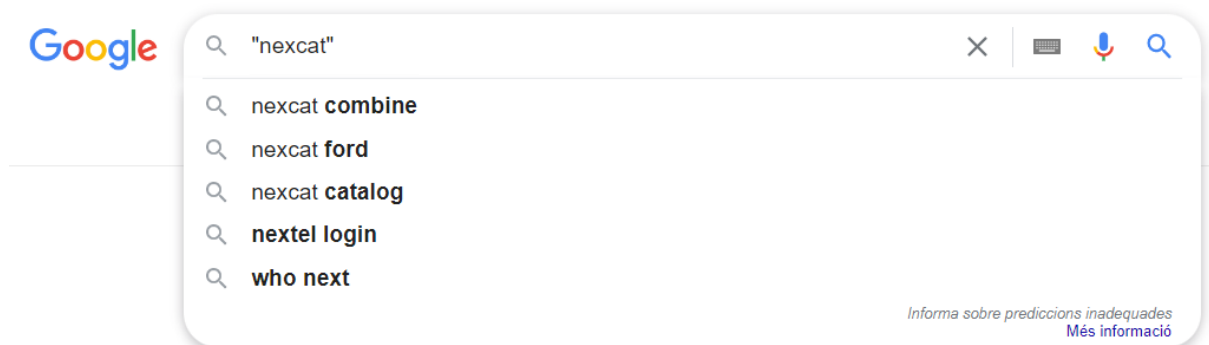 Google
"nexcat"
nexcat combine
nexcat ford
nexcat catalog
nextel login
who next
Informa sobre prediccions inadequades
Més informació